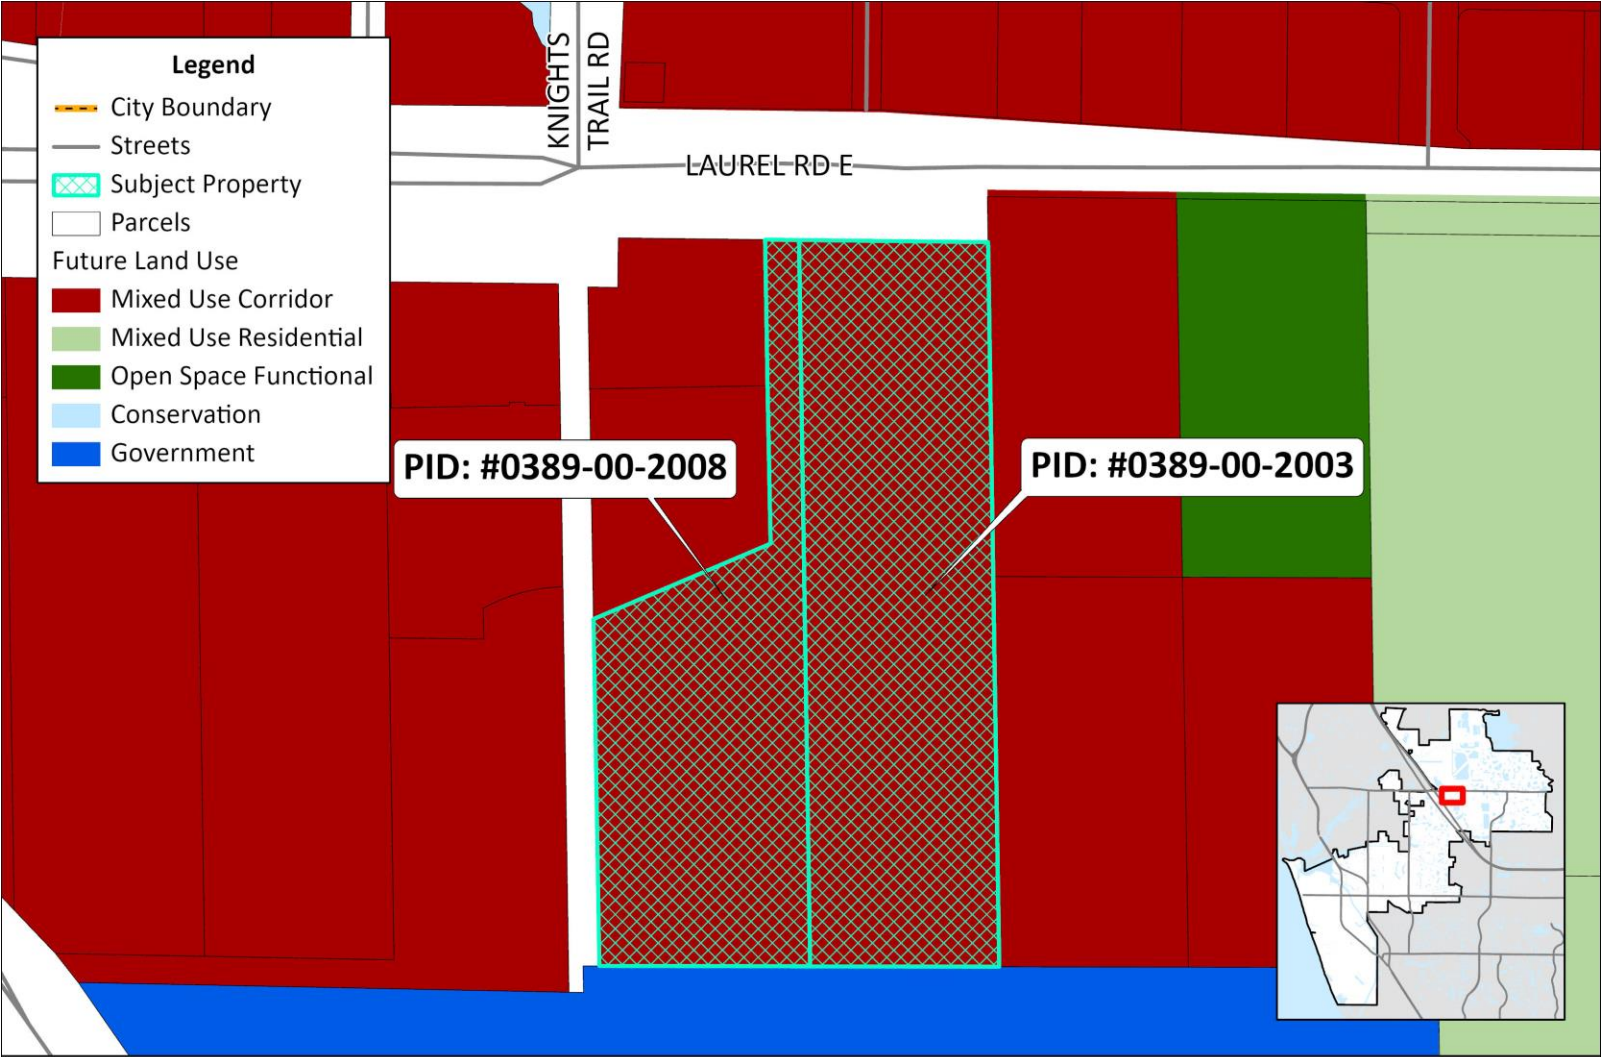 KNIGHTS
TRAIL RD
LAUREL RD E
Legend
City Boundary
Streets
Subject Property
Parcels
Future Land Use
Mixed Use Corridor
Mixed Use Residential
Open Space Functional
Conservation
Government
PID: #0389-00-2008
PID: #0389-00-2003